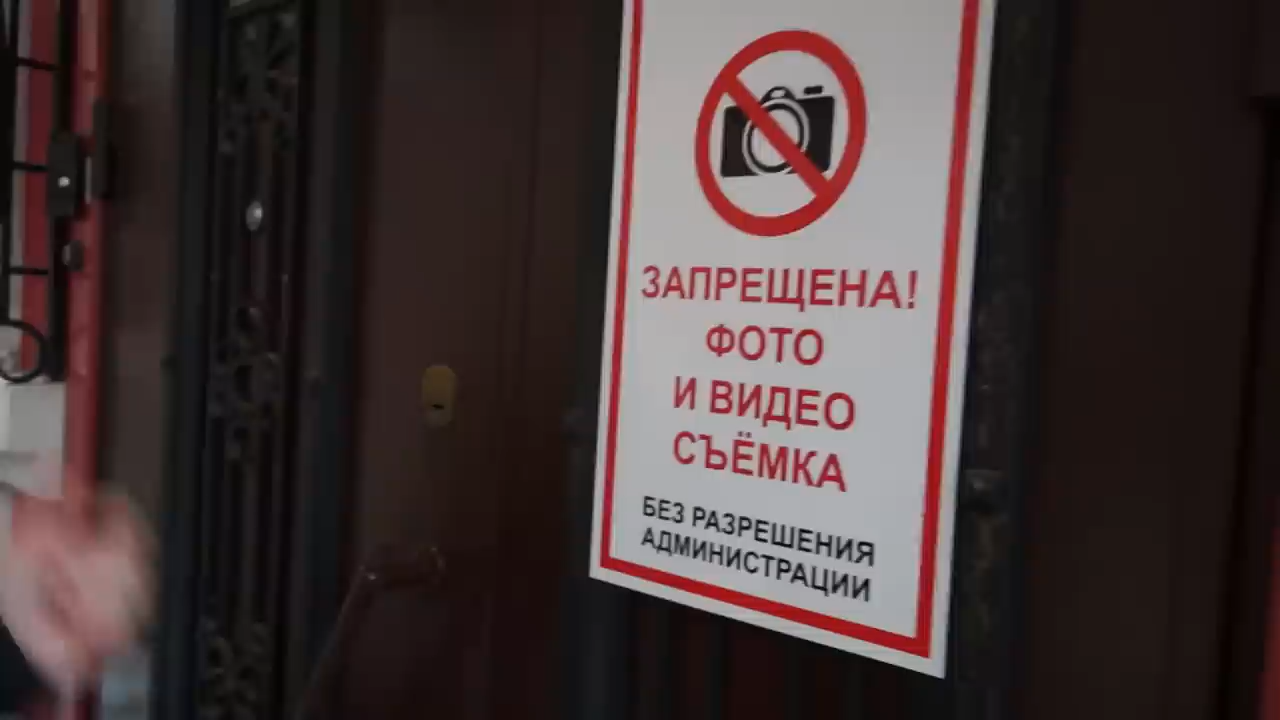 ЗАПРЕЩЕНА!
ФОТО
И ВИДЕО
СЪЁМКА
БЕЗ РАЗРЕШЕНИЯ
АДМИНИСТРАЦИИ